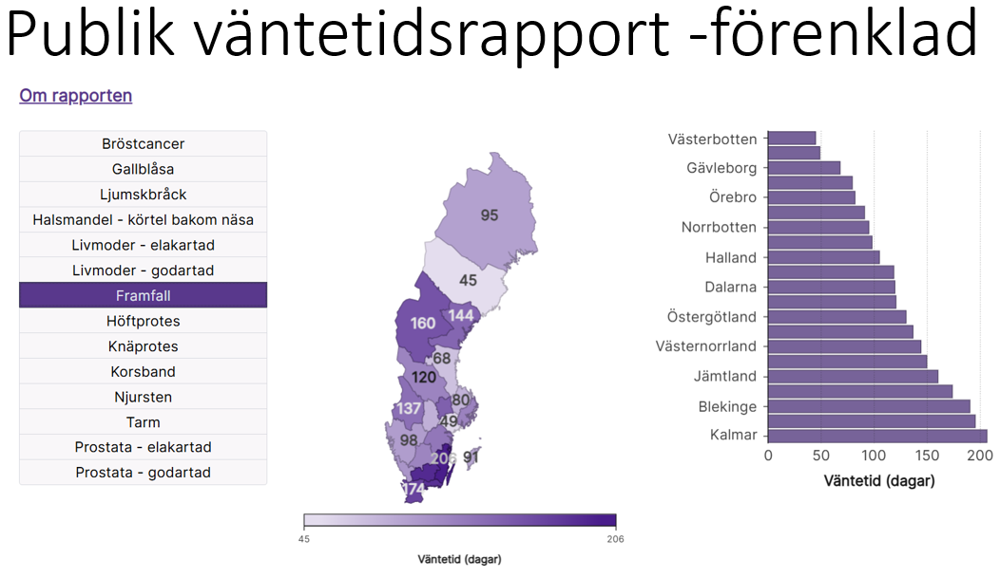 Publik väntetidsrapport -förenklad
Om rapporten
Bröstcancer
Gallblåsa
Ljumskbråck
Halsmandel - körtel bakom näsa
Livmoder - elakartad
Livmoder - godartad
Framfall
Höftprotes
Knäprotes
Korsband
Njursten
Tarm
Prostata - elakartad
Prostata - godartad
95
45
160
144
68
120
80
137
49
98
206
91
174
45
206
Väntetid (dagar)
Västerbotten
Gävleborg
Örebro
Norrbotten
Halland
Dalarna
Östergötland
Västernorrland
Jämtland
Blekinge
Kalmar
0 50 100 150 200
Väntetid (dagar)